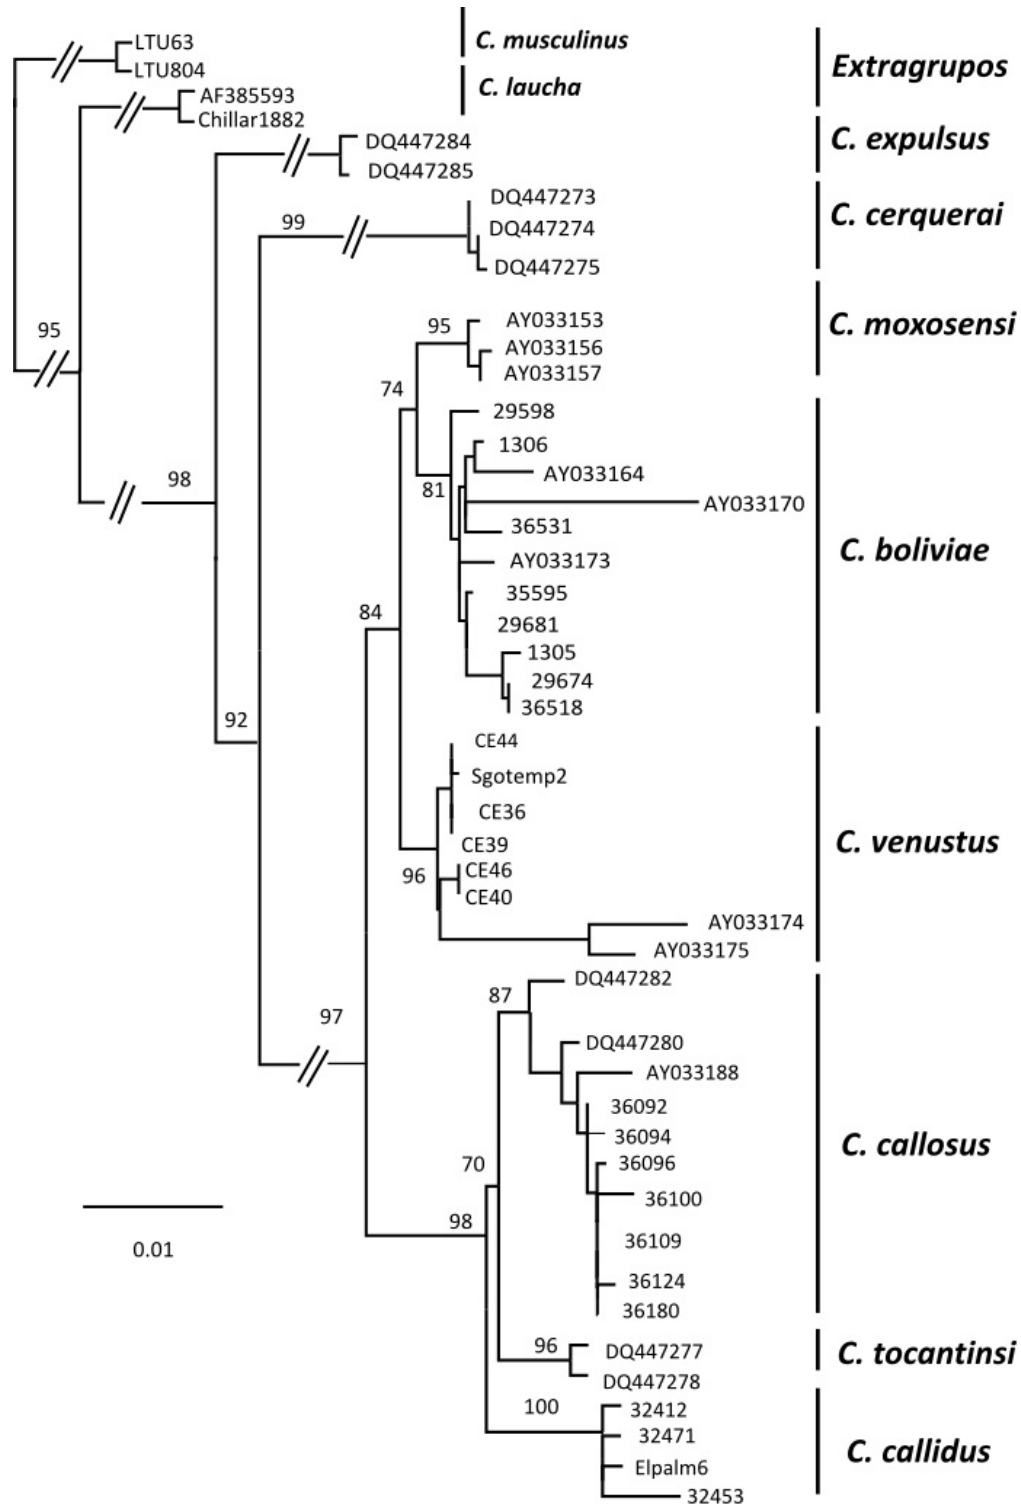 LTU63
LTU804
C. musculinus
C. laucha
Extragrupos
AF385593
Chillar1882
DQ447284
DQ447285
C. expulsus
99
DQ447273
DQ447274
DQ447275
C. cerquerai
95
95
AY033153
AY033156
AY033157
C. moxosensi
74
29598
1306
AY033164
81
AY033170
36531
AY033173
35595
29681
1305
29674
36518
C. boliviae
98
84
92
CE44
Sgotemp2
CE36
CE39
CE46
CE40
96
AY033174
AY033175
C. venustus
97
87
DQ447282
DQ447280
AY033188
36092
36094
36096
36100
36109
36124
36180
C. callosus
70
98
0.01
96
DQ447277
DQ447278
C. tocantinsi
100
32412
32471
Elpalm6
32453
C. callidus